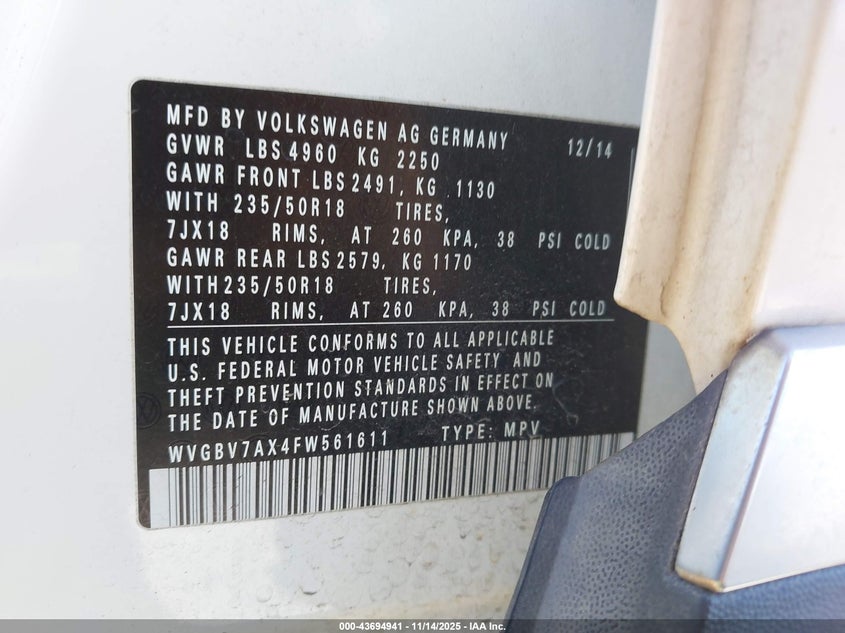 MFD BY VOLKSWAGEN AG GERMANY 12/14
GVWR LBS 4960 KG 2250
GAWR FRONT LBS 2491, KG 1130
WITH 235/50R18 TIRES,
7JX18 RIMS, AT 260 KPA, 38 PSI COLD
GAWR REAR LBS 2579, KG 1170
WITH 235/50R18 TIRES,
7JX18 RIMS, AT 260 KPA, 38 PSI COLD
THIS VEHICLE CONFORMS TO ALL APPLICABLE
U.S. FEDERAL MOTOR VEHICLE SAFETY AND
THEFT PREVENTION STANDARDS IN EFFECT ON
THE DATE OF MANUFACTURE SHOWN ABOVE.
WVGBV7AX4FW561611 TYPE: MPV
000-43694941 - 11/14/2025 - IAA Inc.